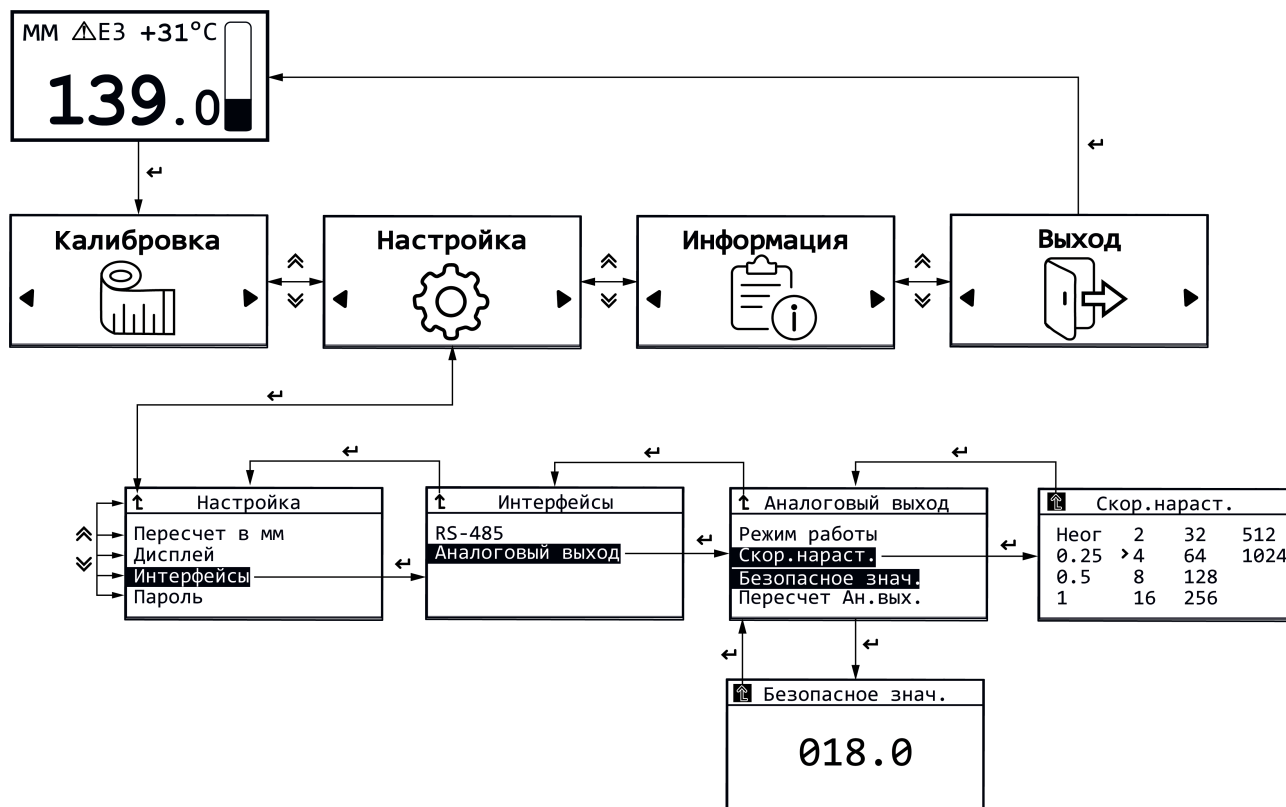 мм ⚠E3 +31°C
139.0
Калибровка
Настройка
Информация
Выход
Настройка
Пересчет в мм
Дисплей
Интерфейсы
Пароль
Интерфейсы
RS-485
Аналоговый выход
Аналоговый выход
Режим работы
Скор.нараст.
Безопасное знач.
Пересчет Ан.вых.
Скор.нараст.
Неог 2 32 512
0.25 ›4 64 1024
0.5 8 128
1 16 256
Безопасное знач.
018.0